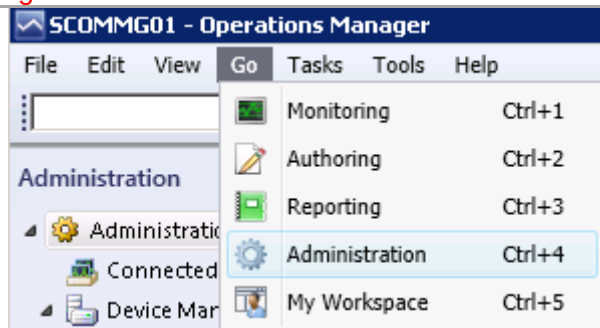 SCOMMG01 - Operations Manager
File Edit View Go Tasks Tools Help
Monitoring Ctrl+1
Authoring Ctrl+2
Administration
Reporting Ctrl+3
Administration Ctrl+4
Connected
My Workspace Ctrl+5